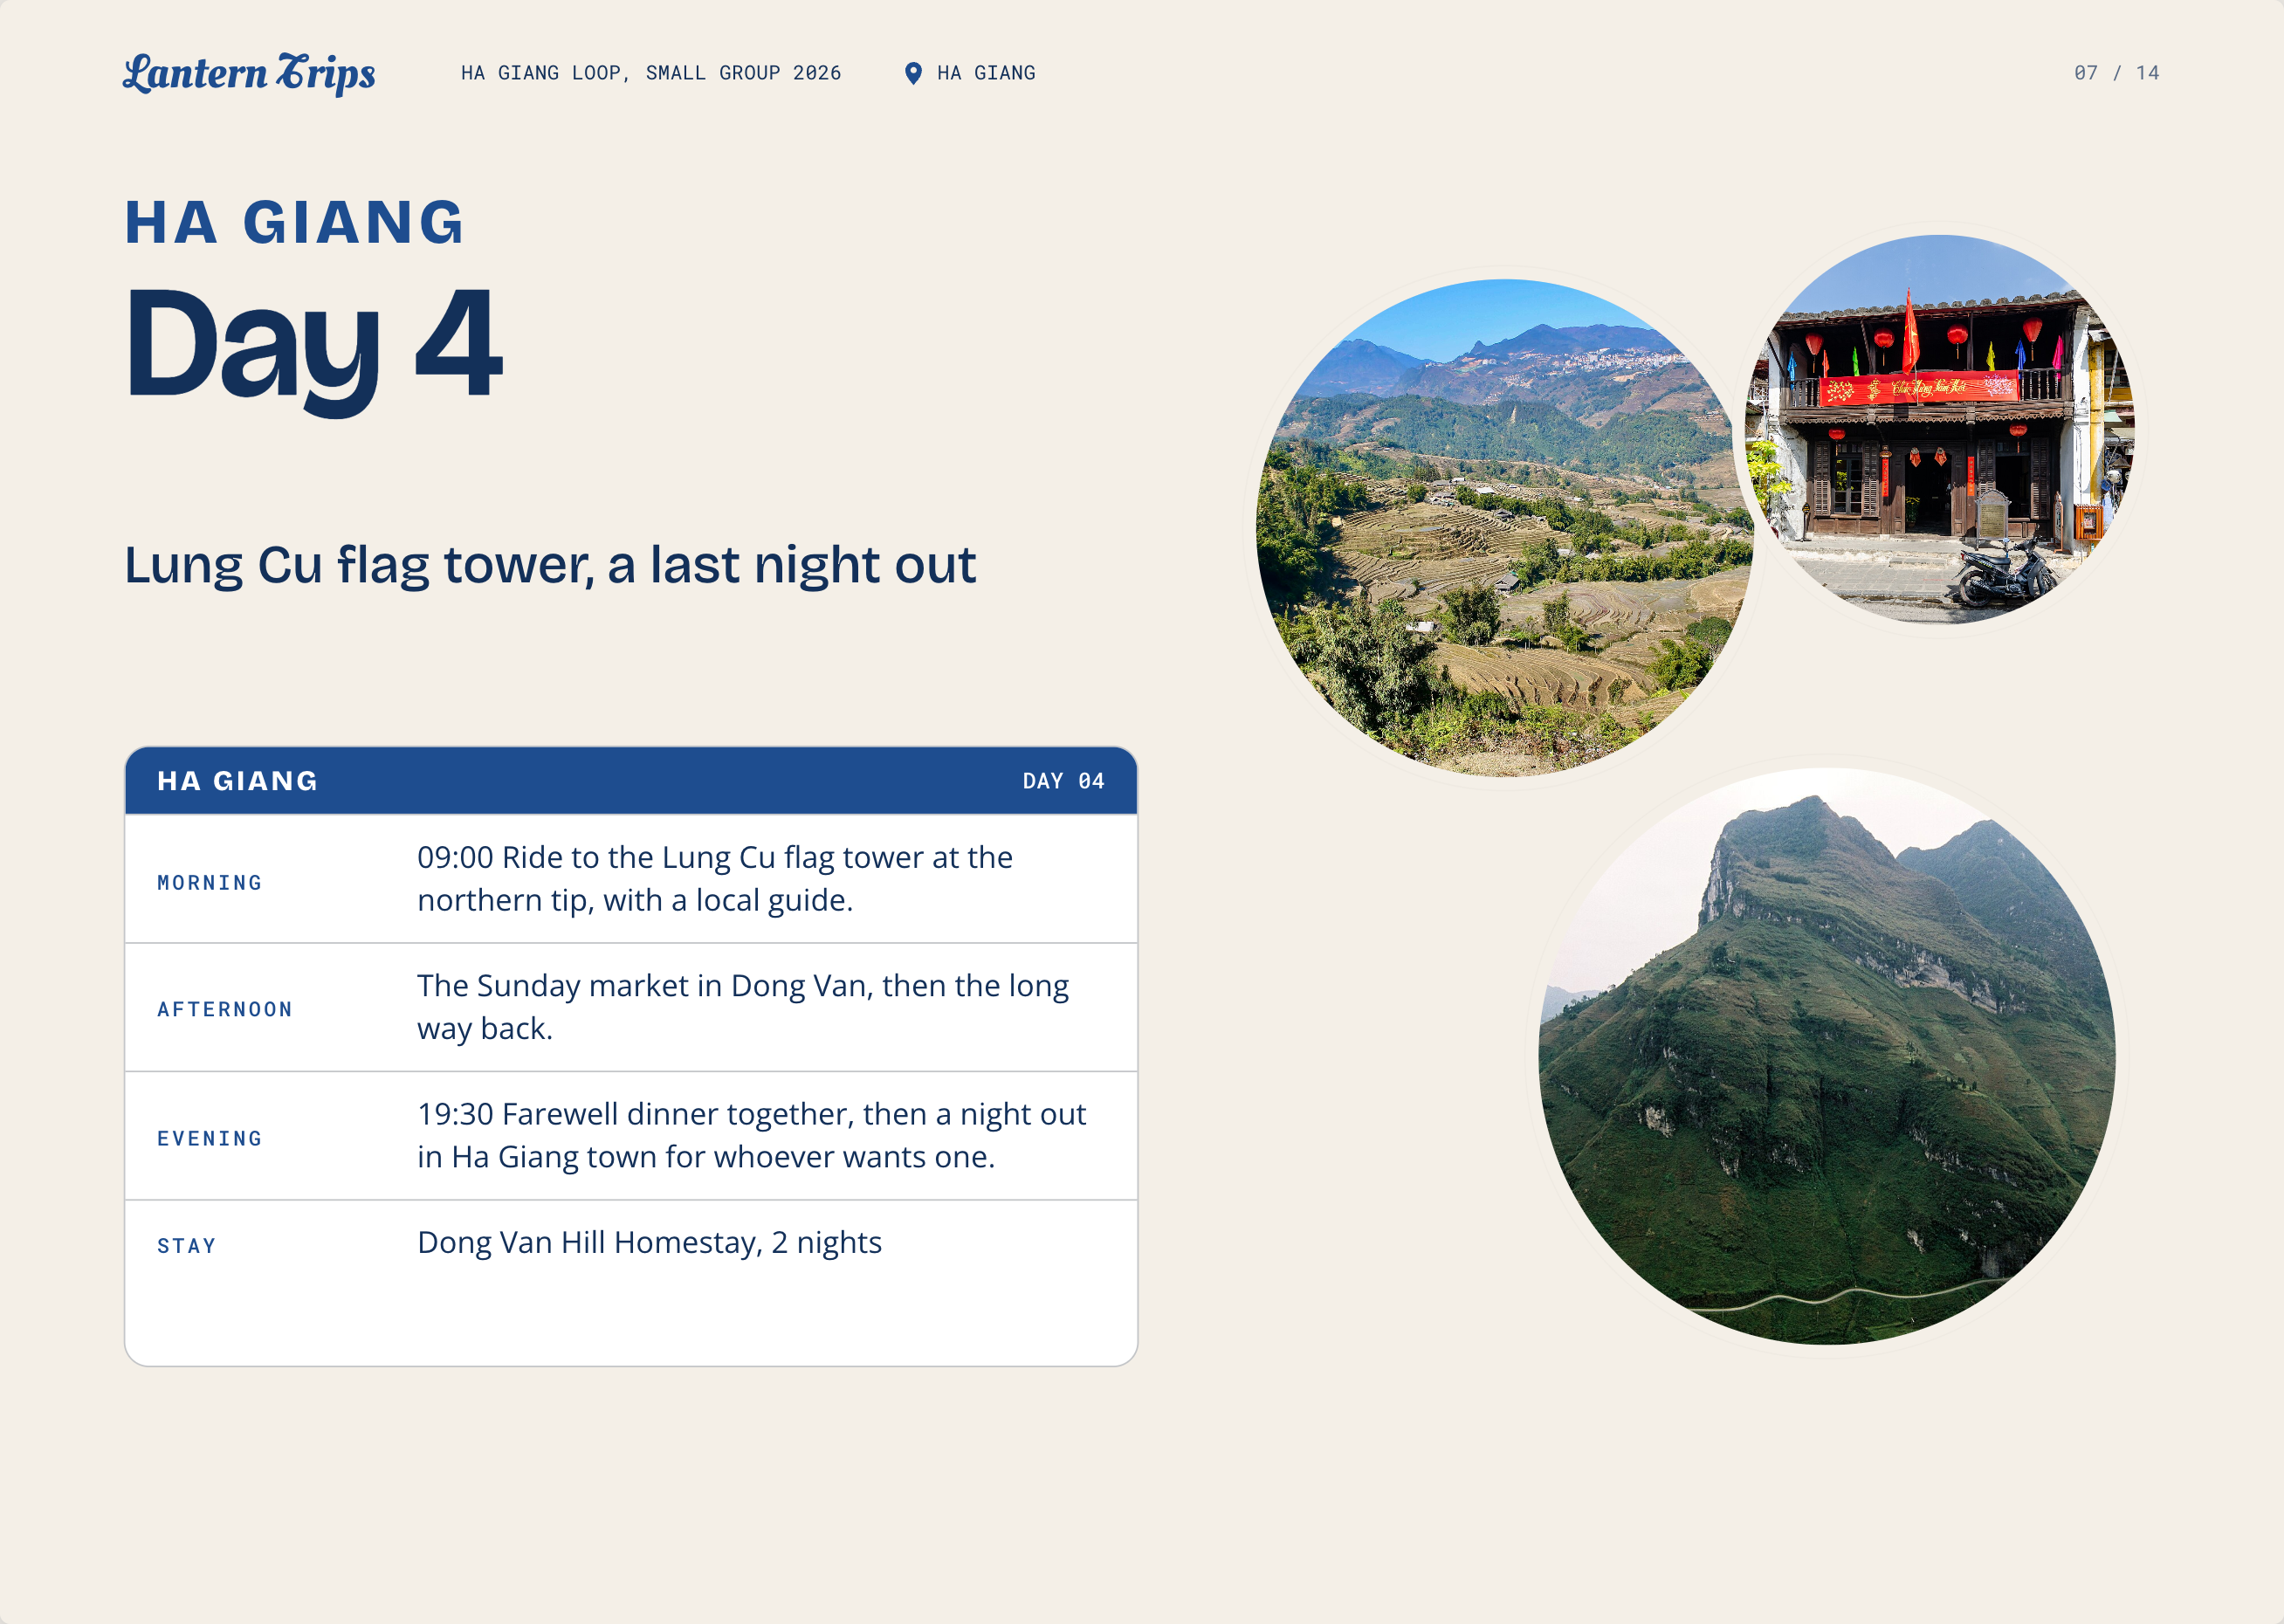 Lantern Trips
HA GIANG LOOP, SMALL GROUP 2026
HA GIANG
07 / 14
HA GIANG
Day 4
Lung Cu flag tower, a last night out
HA GIANG
DAY 04
MORNING
09:00 Ride to the Lung Cu flag tower at the
northern tip, with a local guide.
AFTERNOON
The Sunday market in Dong Van, then the long
way back.
EVENING
19:30 Farewell dinner together, then a night out
in Ha Giang town for whoever wants one.
STAY
Dong Van Hill Homestay, 2 nights